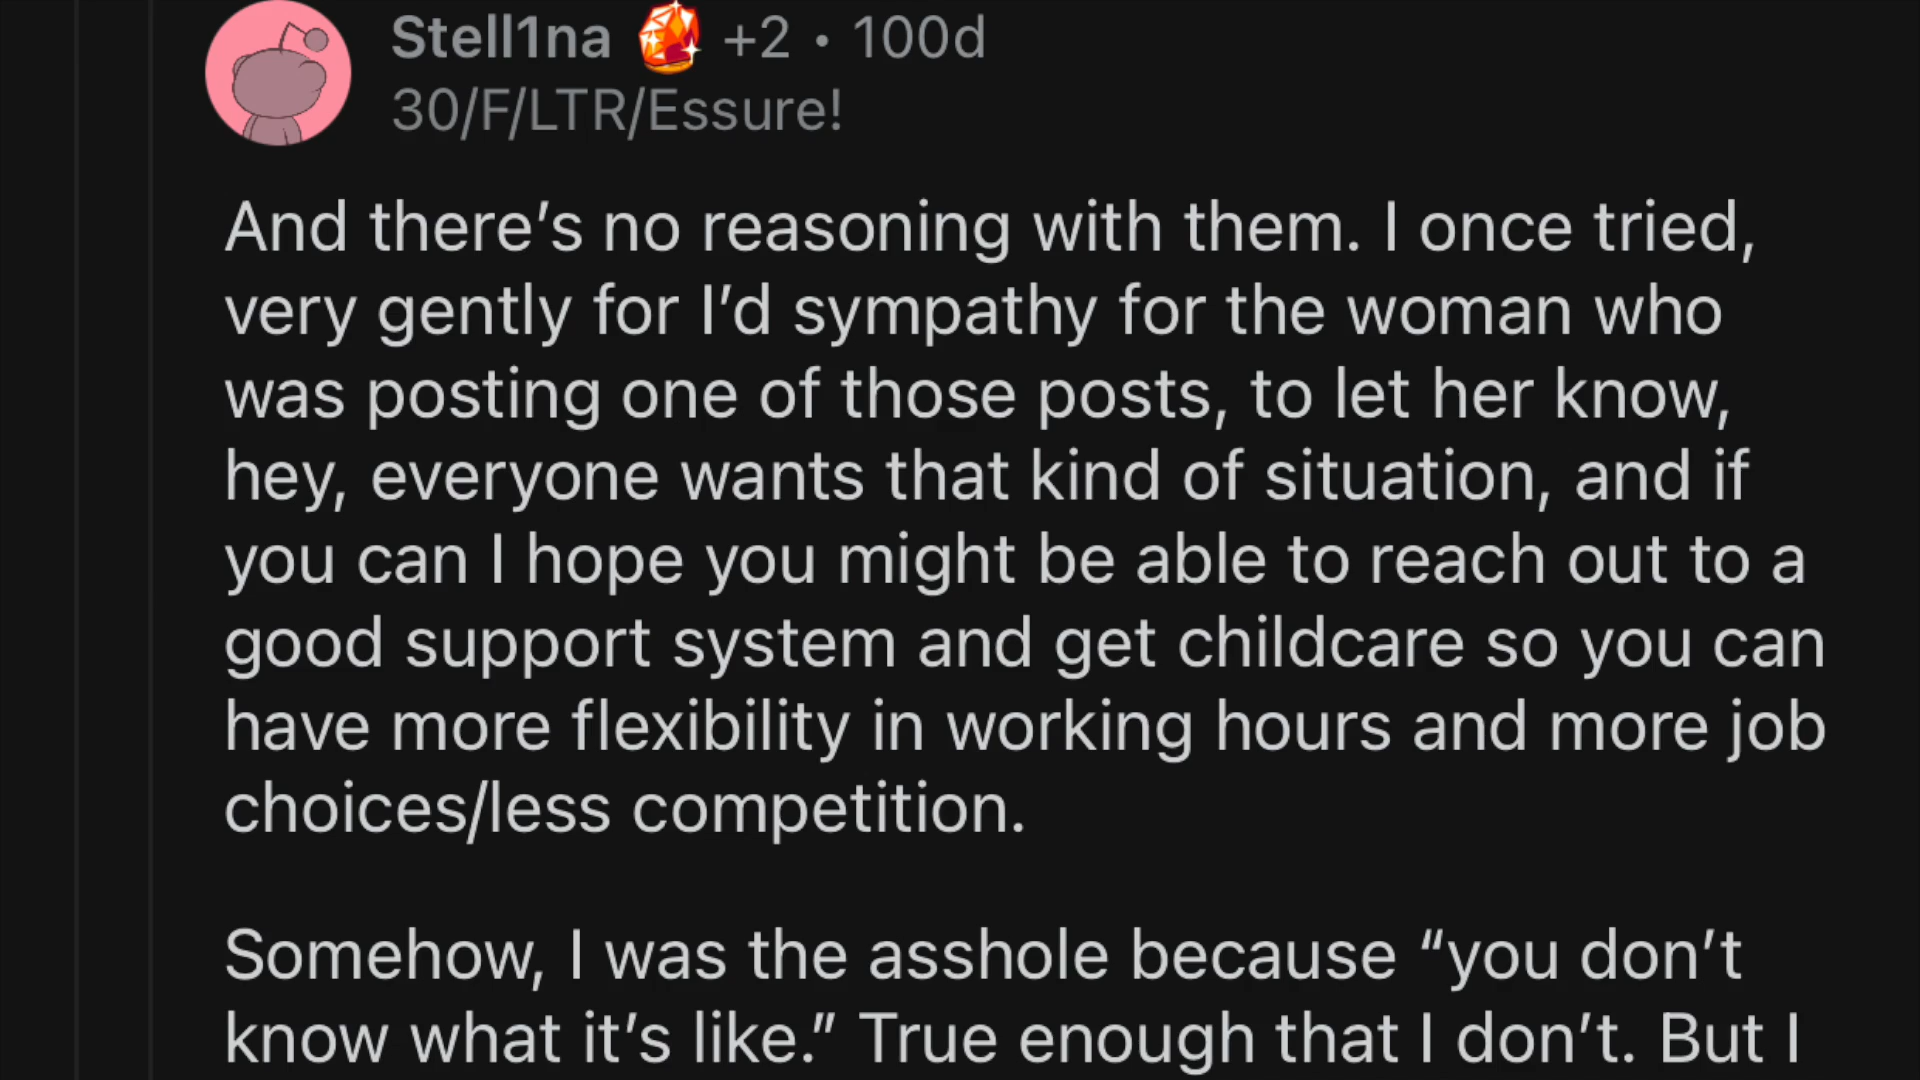 Stell1na +2 • 100d
30/F/LTR/Essure!
And there’s no reasoning with them. I once tried,
very gently for I’d sympathy for the woman who
was posting one of those posts, to let her know,
hey, everyone wants that kind of situation, and if
you can I hope you might be able to reach out to a
good support system and get childcare so you can
have more flexibility in working hours and more job
choices/less competition.
Somehow, I was the asshole because “you don’t
know what it’s like.” True enough that I don’t. But I